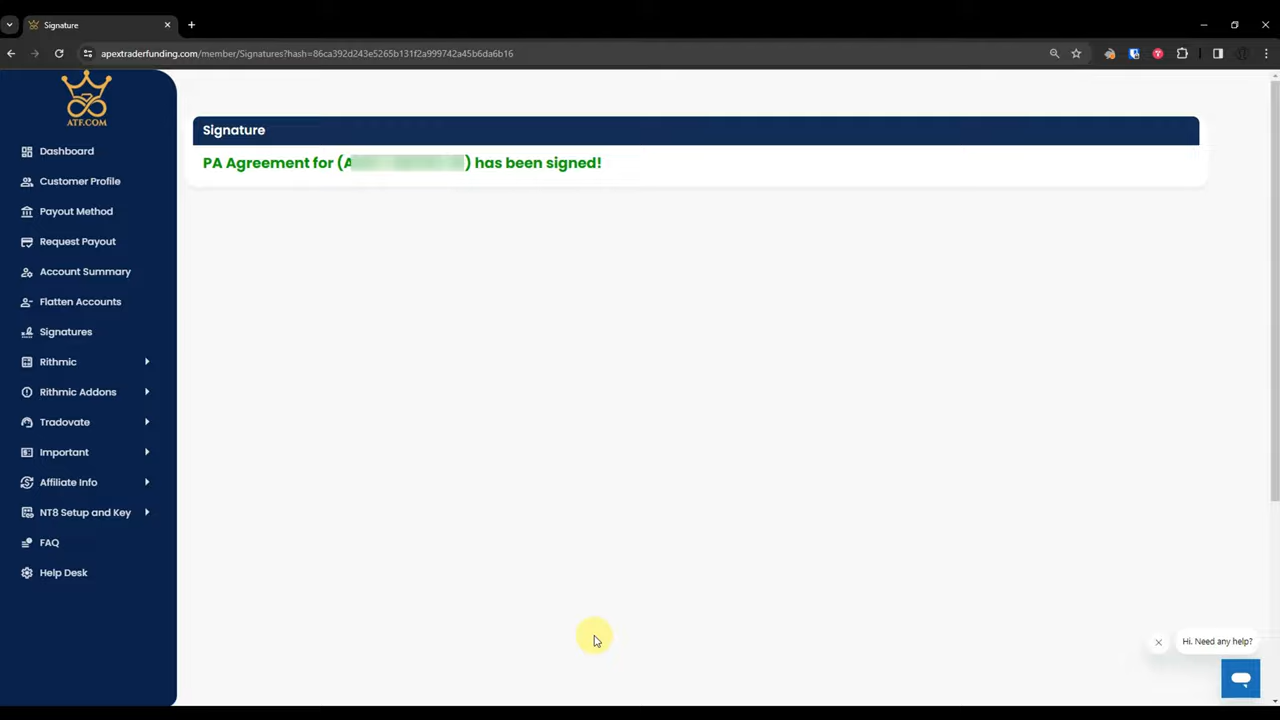 Signature
apextraderfunding.com/member/Signatures?hash=86ca392d243e5265b131f2a999742a45b6da6b16
ATF.COM
Dashboard
Customer Profile
Payout Method
Request Payout
Account Summary
Flatten Accounts
Signatures
Rithmic
Rithmic Addons
Tradovate
Important
Affiliate Info
NT8 Setup and Key
FAQ
Help Desk
Signature
PA Agreement for (A ) has been signed!
Hi. Need any help?